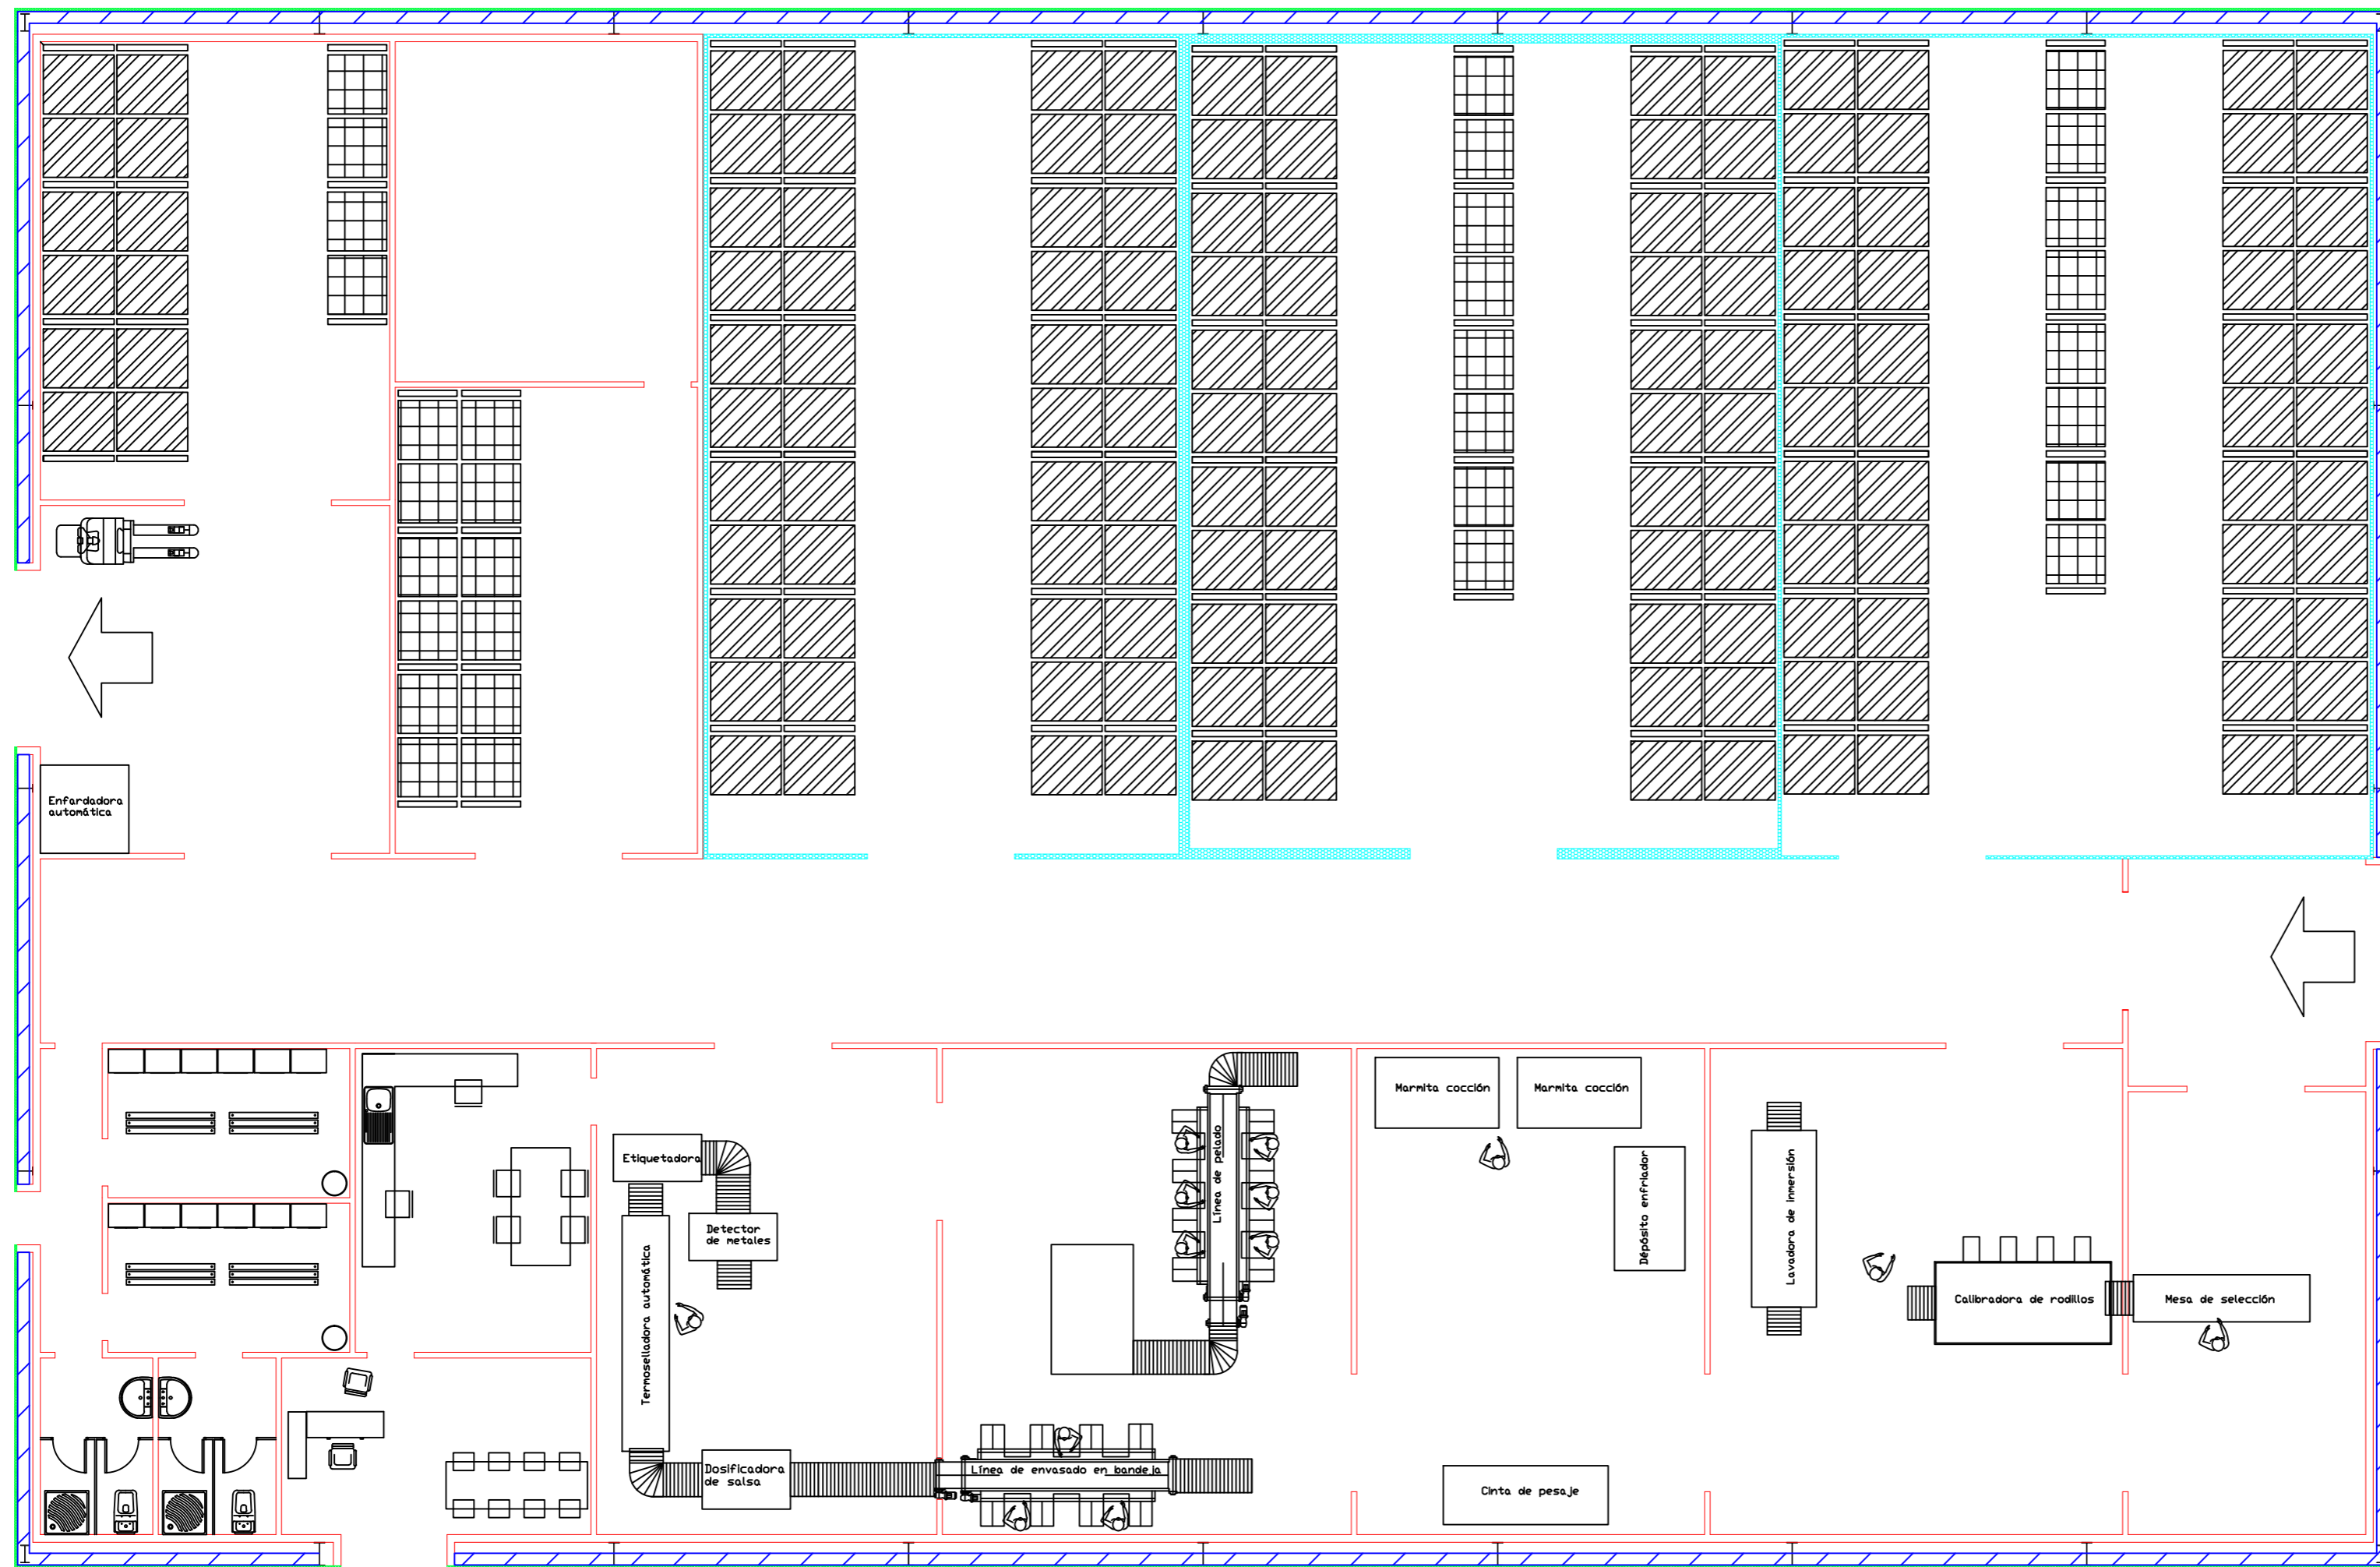 Enfardadora
automática
Marmita cocción
Marmita cocción
Etiquetadora
Línea de pelado
Detector
de metales
Dépósito enfriador
Lavadora de inmersión
Termoselladora automática
Calibradora de rodillos
Mesa de selección
Dosificadora
de salsa
Línea de envasado en bandeja
Cinta de pesaje